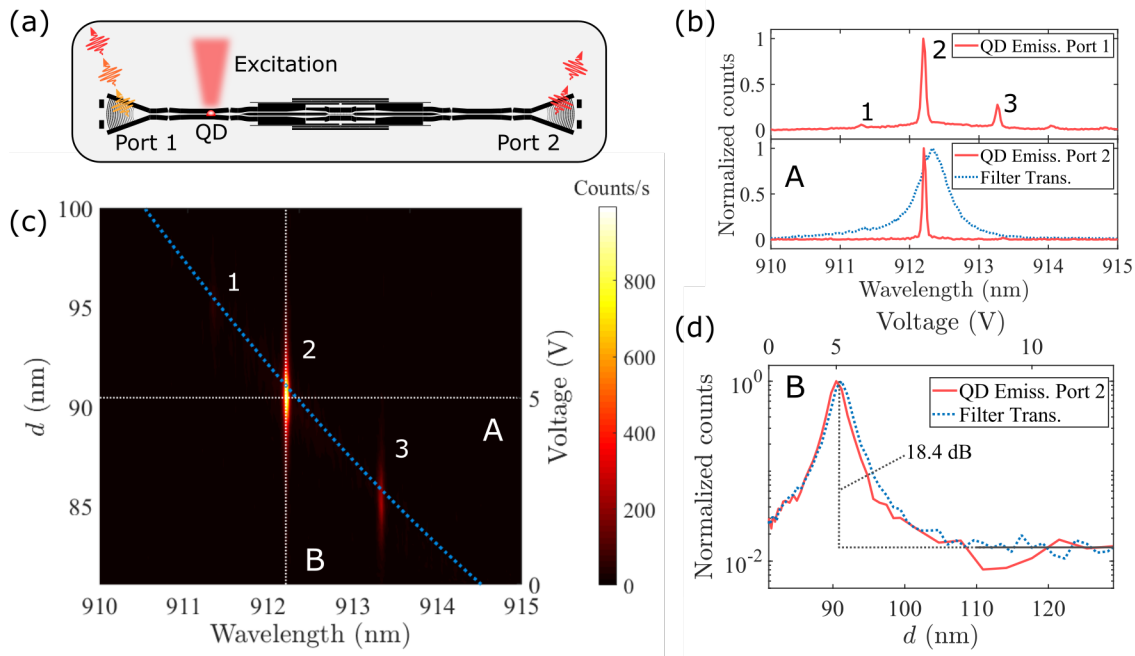 (a)
Excitation
QD
Port 1
Port 2
(b)
Normalized counts
1
0.5
0
1
2
3
QD Emiss. Port 1
1
0.5
0
A
QD Emiss. Port 2
Filter Trans.
910 911 912 913 914 915
Wavelength (nm)
(c)
Counts/s
d (nm)
100
95
90
85
1
2
3
A
B
910 911 912 913 914 915
Wavelength (nm)
5
0
Voltage (V)
800
600
400
200
0
(d)
Voltage (V)
0 5 10
Normalized counts
10^0
10^-2
B
QD Emiss. Port 2
Filter Trans.
18.4 dB
90 100 110 120
d (nm)